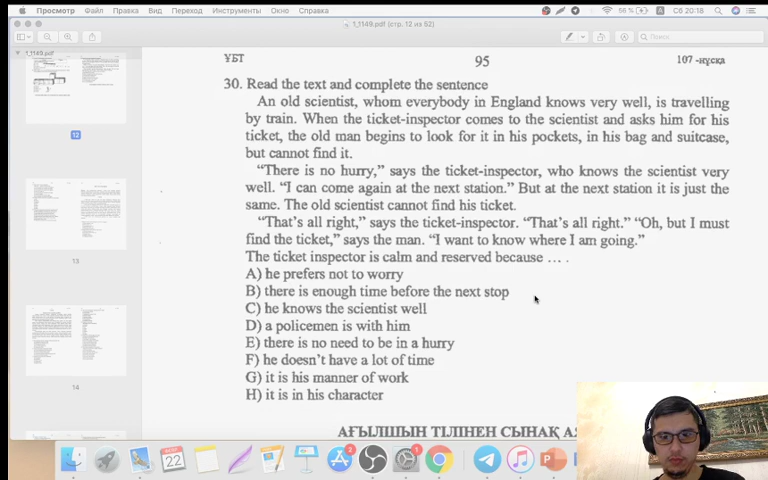 Просмотр Файл Правка Вид Переход Инструменты Окно Справка
56 % Сб 20:18
1_1149.pdf (стр. 12 из 52)
Поиск
1_1149.pdf
12
13
14
ҰБТ 95 107 -нұсқа
30. Read the text and complete the sentence
An old scientist, whom everybody in England knows very well, is travelling
by train. When the ticket-inspector comes to the scientist and asks him for his
ticket, the old man begins to look for it in his pockets, in his bag and suitcase,
but cannot find it.
“There is no hurry,” says the ticket-inspector, who knows the scientist very
well. “I can come again at the next station.” But at the next station it is just the
same. The old scientist cannot find his ticket.
“That’s all right,” says the ticket-inspector. “That’s all right.” “Oh, but I must
find the ticket,” says the man. “I want to know where I am going.”
The ticket inspector is calm and reserved because … .
A) he prefers not to worry
B) there is enough time before the next stop
C) he knows the scientist well
D) a policemen is with him
E) there is no need to be in a hurry
F) he doesn’t have a lot of time
G) it is his manner of work
H) it is in his character
АҒЫЛШЫН ТІЛІНЕН СЫНАҚ
22